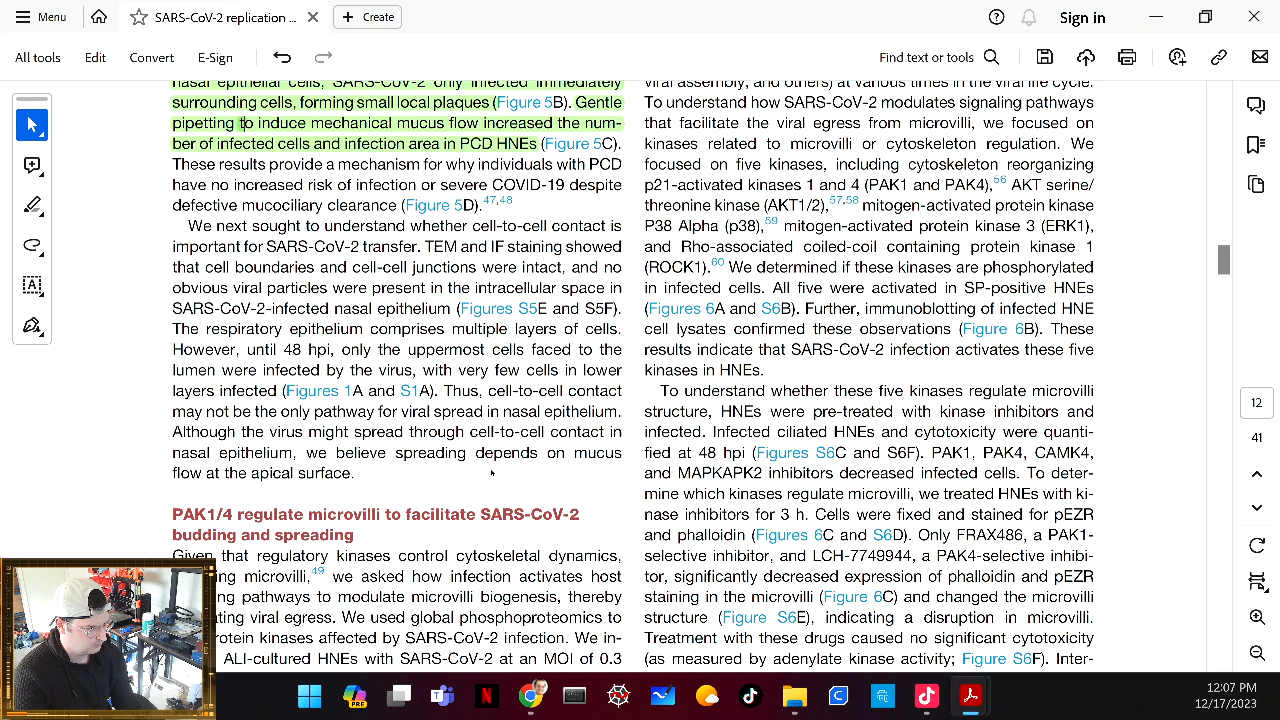 Menu
SARS-CoV-2 replication ...
Create
Sign in
All tools
Edit
Convert
E-Sign
Find text or tools
nasal epithelial cells, SARS-CoV-2 only infected immediately
surrounding cells, forming small local plaques (Figure 5B). Gentle
pipetting to induce mechanical mucus flow increased the num-
ber of infected cells and infection area in PCD HNEs (Figure 5C).
These results provide a mechanism for why individuals with PCD
have no increased risk of infection or severe COVID-19 despite
defective mucociliary clearance (Figure 5D).47,48
We next sought to understand whether cell-to-cell contact is
important for SARS-CoV-2 transfer. TEM and IF staining showed
that cell boundaries and cell-cell junctions were intact, and no
obvious viral particles were present in the intracellular space in
SARS-CoV-2-infected nasal epithelium (Figures S5E and S5F).
The respiratory epithelium comprises multiple layers of cells.
However, until 48 hpi, only the uppermost cells faced to the
lumen were infected by the virus, with very few cells in lower
layers infected (Figures 1A and S1A). Thus, cell-to-cell contact
may not be the only pathway for viral spread in nasal epithelium.
Although the virus might spread through cell-to-cell contact in
nasal epithelium, we believe spreading depends on mucus
flow at the apical surface.
PAK1/4 regulate microvilli to facilitate SARS-CoV-2
budding and spreading
Given that regulatory kinases control cytoskeletal dynamics,
ng microvilli,49 we asked how infection activates host
ng pathways to modulate microvilli biogenesis, thereby
ting viral egress. We used global phosphoproteomics to
rotein kinases affected by SARS-CoV-2 infection. We in-
ALI-cultured HNEs with SARS-CoV-2 at an MOI of 0.3
viral assembly, and others) at various times in the viral life cycle.
To understand how SARS-CoV-2 modulates signaling pathways
that facilitate the viral egress from microvilli, we focused on
kinases related to microvilli or cytoskeleton regulation. We
focused on five kinases, including cytoskeleton reorganizing
p21-activated kinases 1 and 4 (PAK1 and PAK4),56 AKT serine/
threonine kinase (AKT1/2),57,58 mitogen-activated protein kinase
P38 Alpha (p38),59 mitogen-activated protein kinase 3 (ERK1),
and Rho-associated coiled-coil containing protein kinase 1
(ROCK1).60 We determined if these kinases are phosphorylated
in infected cells. All five were activated in SP-positive HNEs
(Figures 6A and S6B). Further, immunoblotting of infected HNE
cell lysates confirmed these observations (Figure 6B). These
results indicate that SARS-CoV-2 infection activates these five
kinases in HNEs.
To understand whether these five kinases regulate microvilli
structure, HNEs were pre-treated with kinase inhibitors and
infected. Infected ciliated HNEs and cytotoxicity were quanti-
fied at 48 hpi (Figures S6C and S6F). PAK1, PAK4, CAMK4,
and MAPKAPK2 inhibitors decreased infected cells. To deter-
mine which kinases regulate microvilli, we treated HNEs with ki-
nase inhibitors for 3 h. Cells were fixed and stained for pEZR
and phalloidin (Figures 6C and S6D). Only FRAX486, a PAK1-
selective inhibitor, and LCH-7749944, a PAK4-selective inhibi-
tor, significantly decreased expression of phalloidin and pEZR
staining in the microvilli (Figure 6C) and changed the microvilli
structure (Figure S6E), indicating a disruption in microvilli.
Treatment with these drugs caused no significant cytotoxicity
(as measured by adenylate kinase activity; Figure S6F). Inter-
12
41
PRE
12:07 PM
12/17/2023